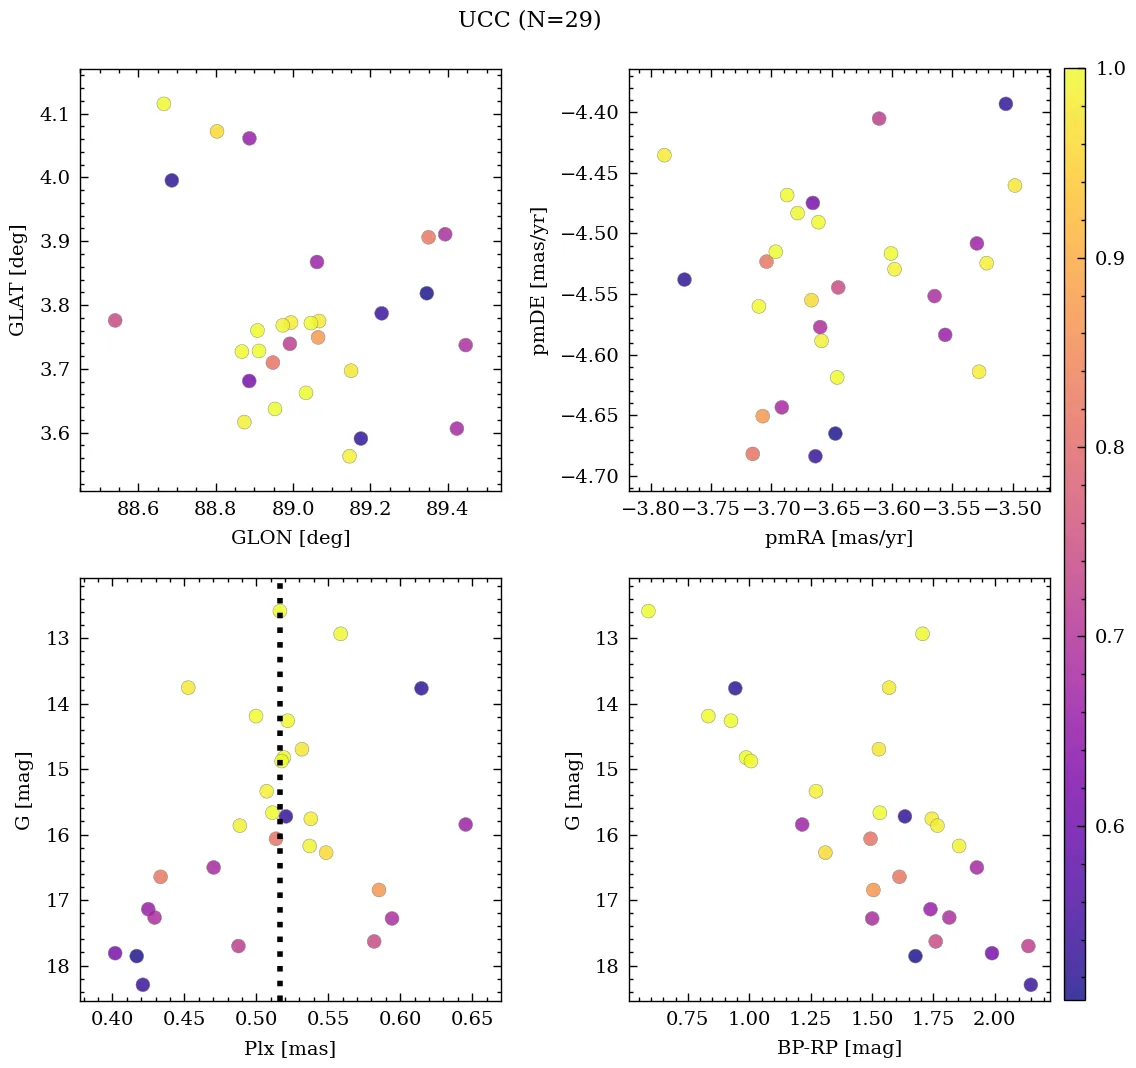 UCC (N=29)
4.1
4.0
3.9
3.8
3.7
3.6
GLAT [deg]
88.6 88.8 89.0 89.2 89.4
GLON [deg]
−4.40
−4.45
−4.50
−4.55
−4.60
−4.65
−4.70
pmDE [mas/yr]
−3.80 −3.75 −3.70 −3.65 −3.60 −3.55 −3.50
pmRA [mas/yr]
1.0
0.9
0.8
0.7
0.6
13
14
15
16
17
18
G [mag]
0.40 0.45 0.50 0.55 0.60 0.65
Plx [mas]
13
14
15
16
17
18
G [mag]
0.75 1.00 1.25 1.50 1.75 2.00
BP-RP [mag]